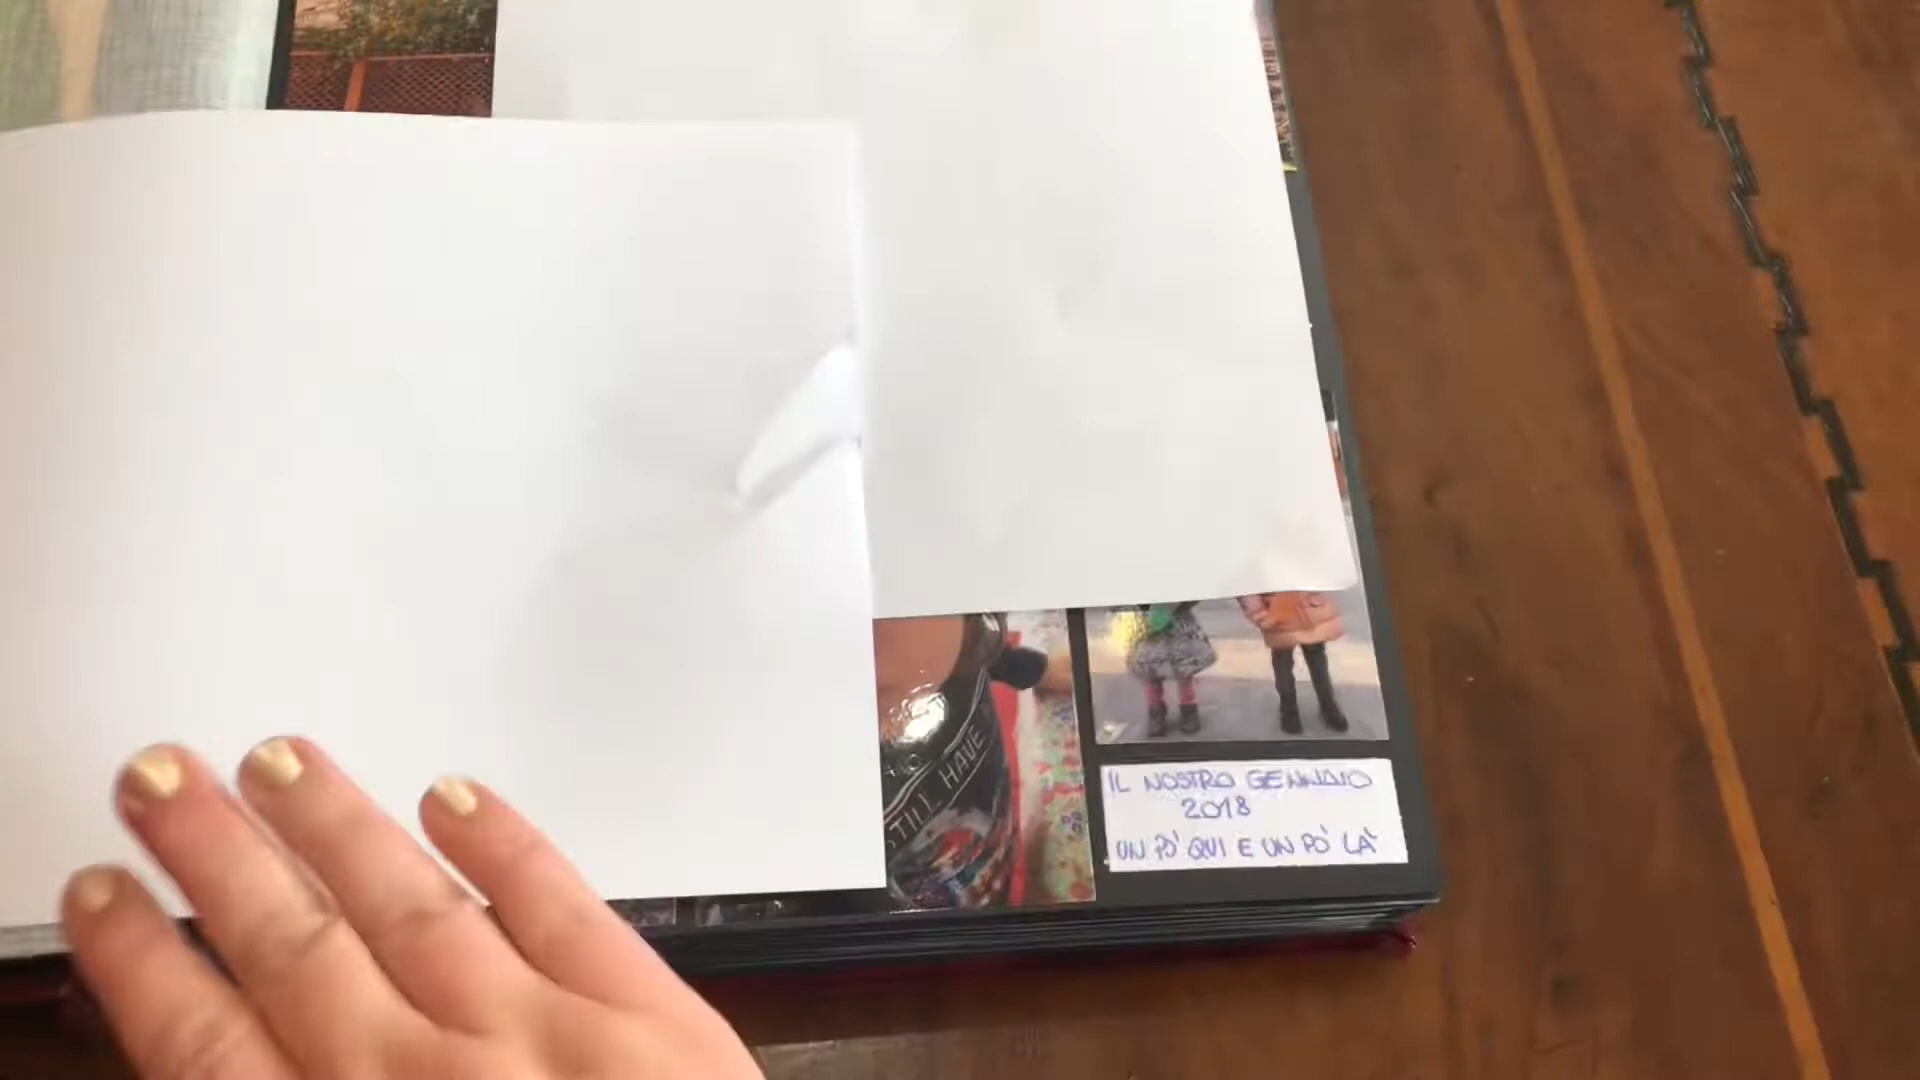 STILL HAVE
IL NOSTRO GENNAIO
2018
UN PO' QUI E UN PO' LA'